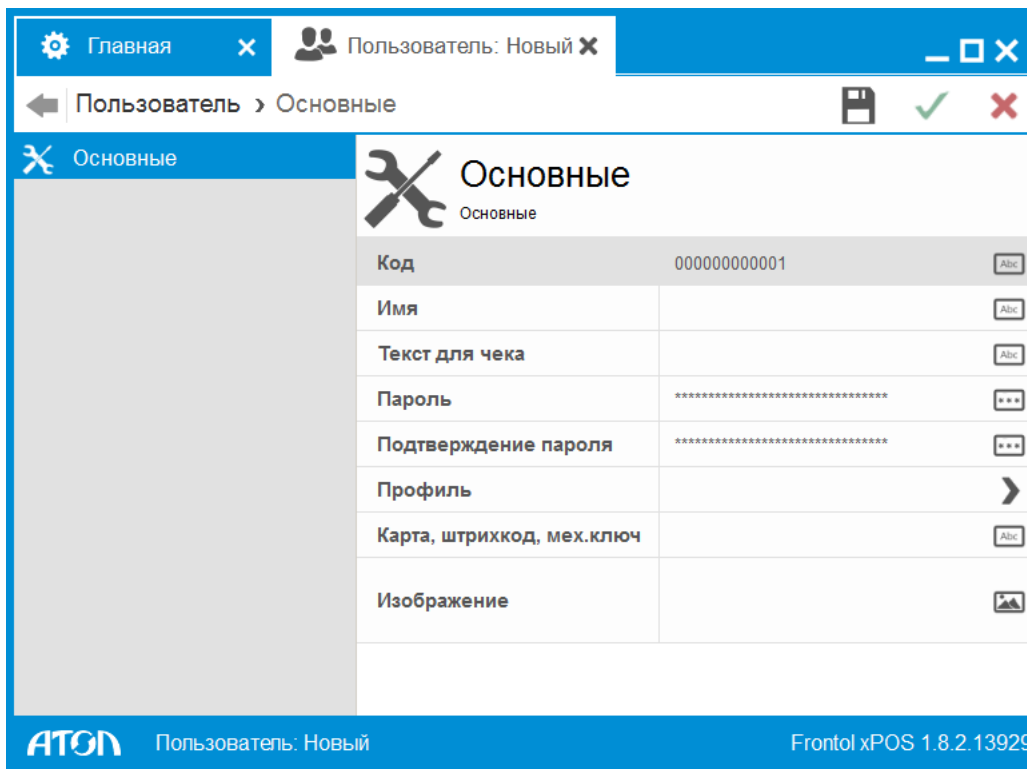 Главная
Пользователь: Новый
Пользователь › Основные
Основные
Основные
Основные
Код 000000000001 Abc
Имя Abc
Текст для чека Abc
Пароль ******************************** ***
Подтверждение пароля ******************************** ***
Профиль
Карта, штрихкод, мех.ключ Abc
Изображение
АТОЛ Пользователь: Новый Frontol xPOS 1.8.2.13929